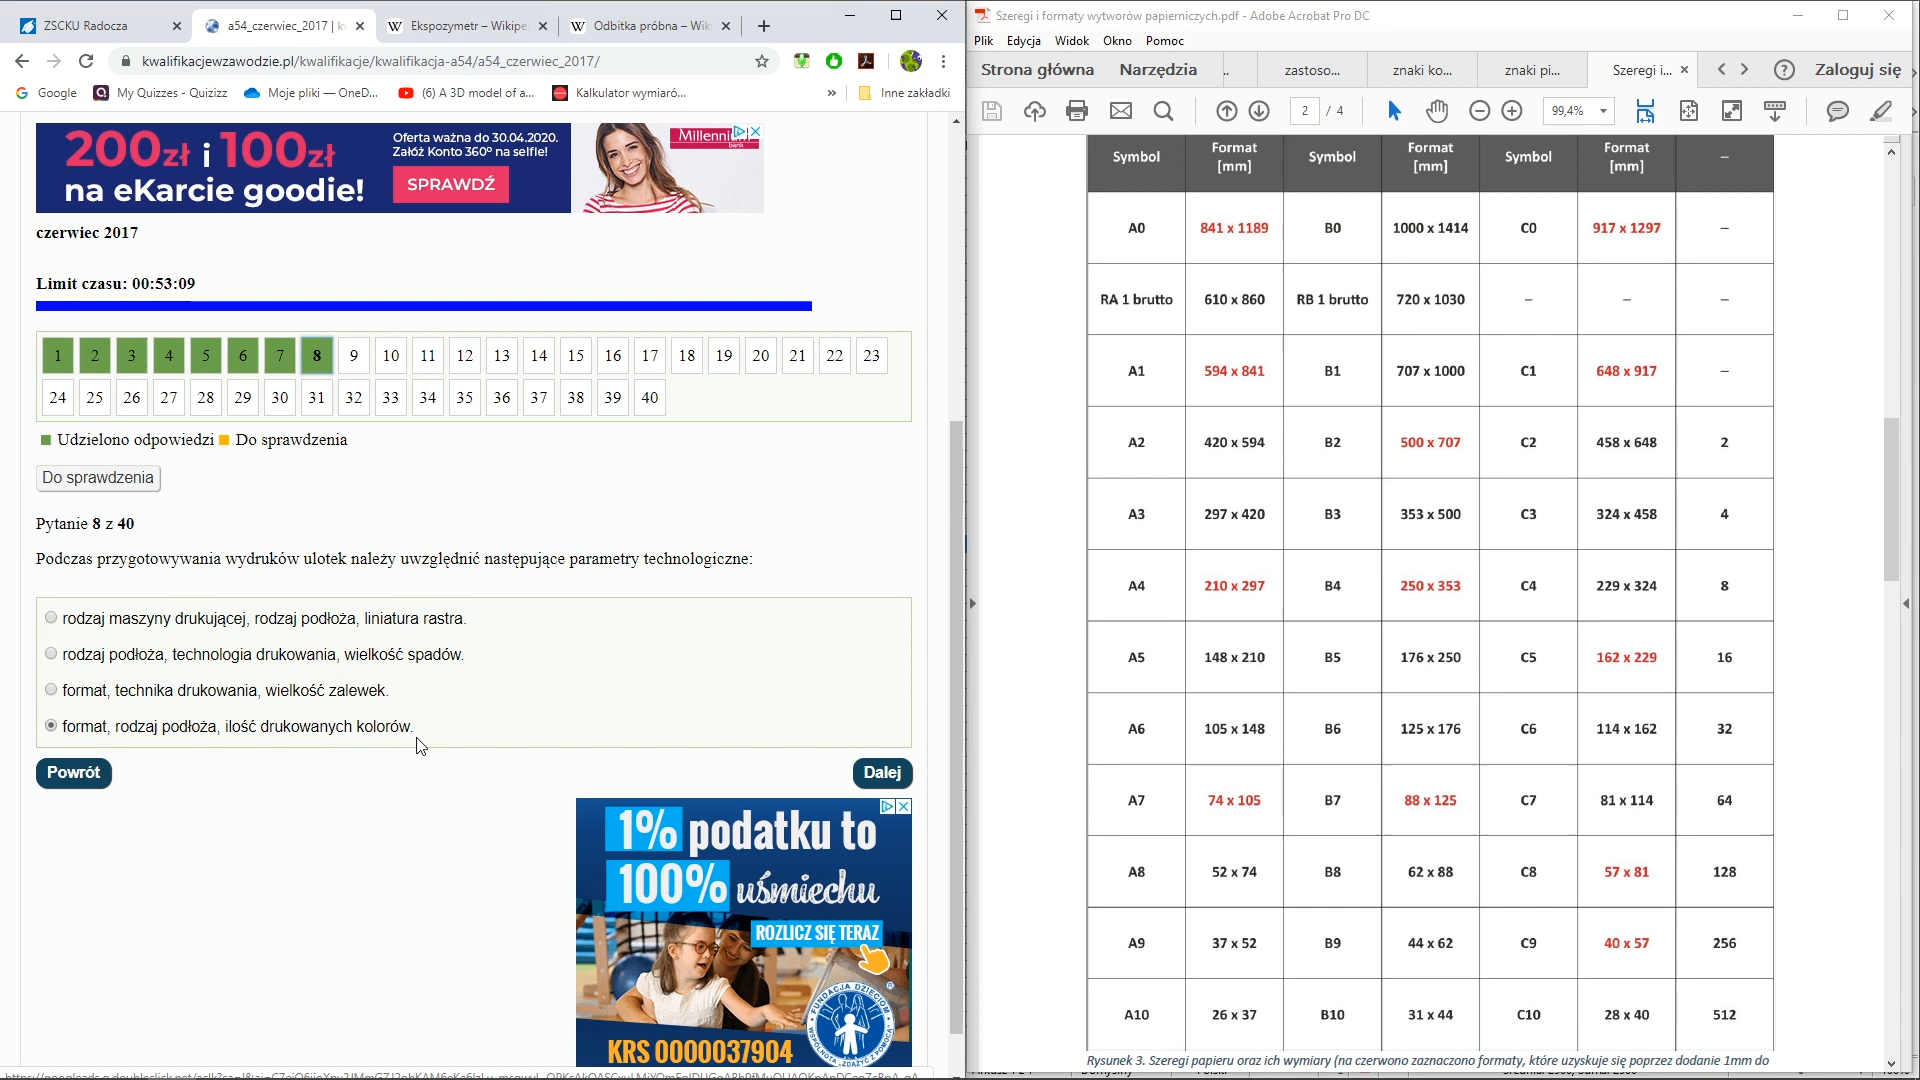 ZSCKU Radocza
a54_czerwiec_2017 | k
Ekspozymetr – Wikipe
Odbitka próbna – Wik
kwalifikacjewzawodzie.pl/kwalifikacje/kwalifikacja-a54/a54_czerwiec_2017/
Google
My Quizzes - Quizizz
Moje pliki — OneD...
(6) A 3D model of a...
Kalkulator wymiaró...
»
Inne zakładki
200zł i 100zł
na eKarcie goodie!
Oferta ważna do 30.04.2020.
Załóż Konto 360º na selfie!
SPRAWDŹ
Millenni
bank
czerwiec 2017
Limit czasu: 00:53:09
1 2 3 4 5 6 7 8 9 10 11 12 13 14 15 16 17 18 19 20 21 22 23
24 25 26 27 28 29 30 31 32 33 34 35 36 37 38 39 40
Udzielono odpowiedzi Do sprawdzenia
Do sprawdzenia
Pytanie 8 z 40
Podczas przygotowywania wydruków ulotek należy uwzględnić następujące parametry technologiczne:
rodzaj maszyny drukującej, rodzaj podłoża, liniatura rastra.
rodzaj podłoża, technologia drukowania, wielkość spadów.
format, technika drukowania, wielkość zalewek.
format, rodzaj podłoża, ilość drukowanych kolorów.
Powrót
Dalej
1% podatku to
100% uśmiechu
ROZLICZ SIĘ TERAZ
FUNDACJA DZIECIOM
„ZDĄŻYĆ Z POMOCĄ”
KRS 0000037904
Szeregi i formaty wytworów papierniczych.pdf - Adobe Acrobat Pro DC
Plik Edycja Widok Okno Pomoc
Strona główna
Narzędzia
..
zastoso...
znaki ko...
znaki pi...
Szeregi i...
Zaloguj się
2 / 4
99,4%
Symbol Format [mm] Symbol Format [mm] Symbol Format [mm] –
A0 841 x 1189 B0 1000 x 1414 C0 917 x 1297 –
RA 1 brutto 610 x 860 RB 1 brutto 720 x 1030 – – –
A1 594 x 841 B1 707 x 1000 C1 648 x 917 –
A2 420 x 594 B2 500 x 707 C2 458 x 648 2
A3 297 x 420 B3 353 x 500 C3 324 x 458 4
A4 210 x 297 B4 250 x 353 C4 229 x 324 8
A5 148 x 210 B5 176 x 250 C5 162 x 229 16
A6 105 x 148 B6 125 x 176 C6 114 x 162 32
A7 74 x 105 B7 88 x 125 C7 81 x 114 64
A8 52 x 74 B8 62 x 88 C8 57 x 81 128
A9 37 x 52 B9 44 x 62 C9 40 x 57 256
A10 26 x 37 B10 31 x 44 C10 28 x 40 512
Rysunek 3. Szeregi papieru oraz ich wymiary (na czerwono zaznaczono formaty, które uzyskuje się poprzez dodanie 1mm do